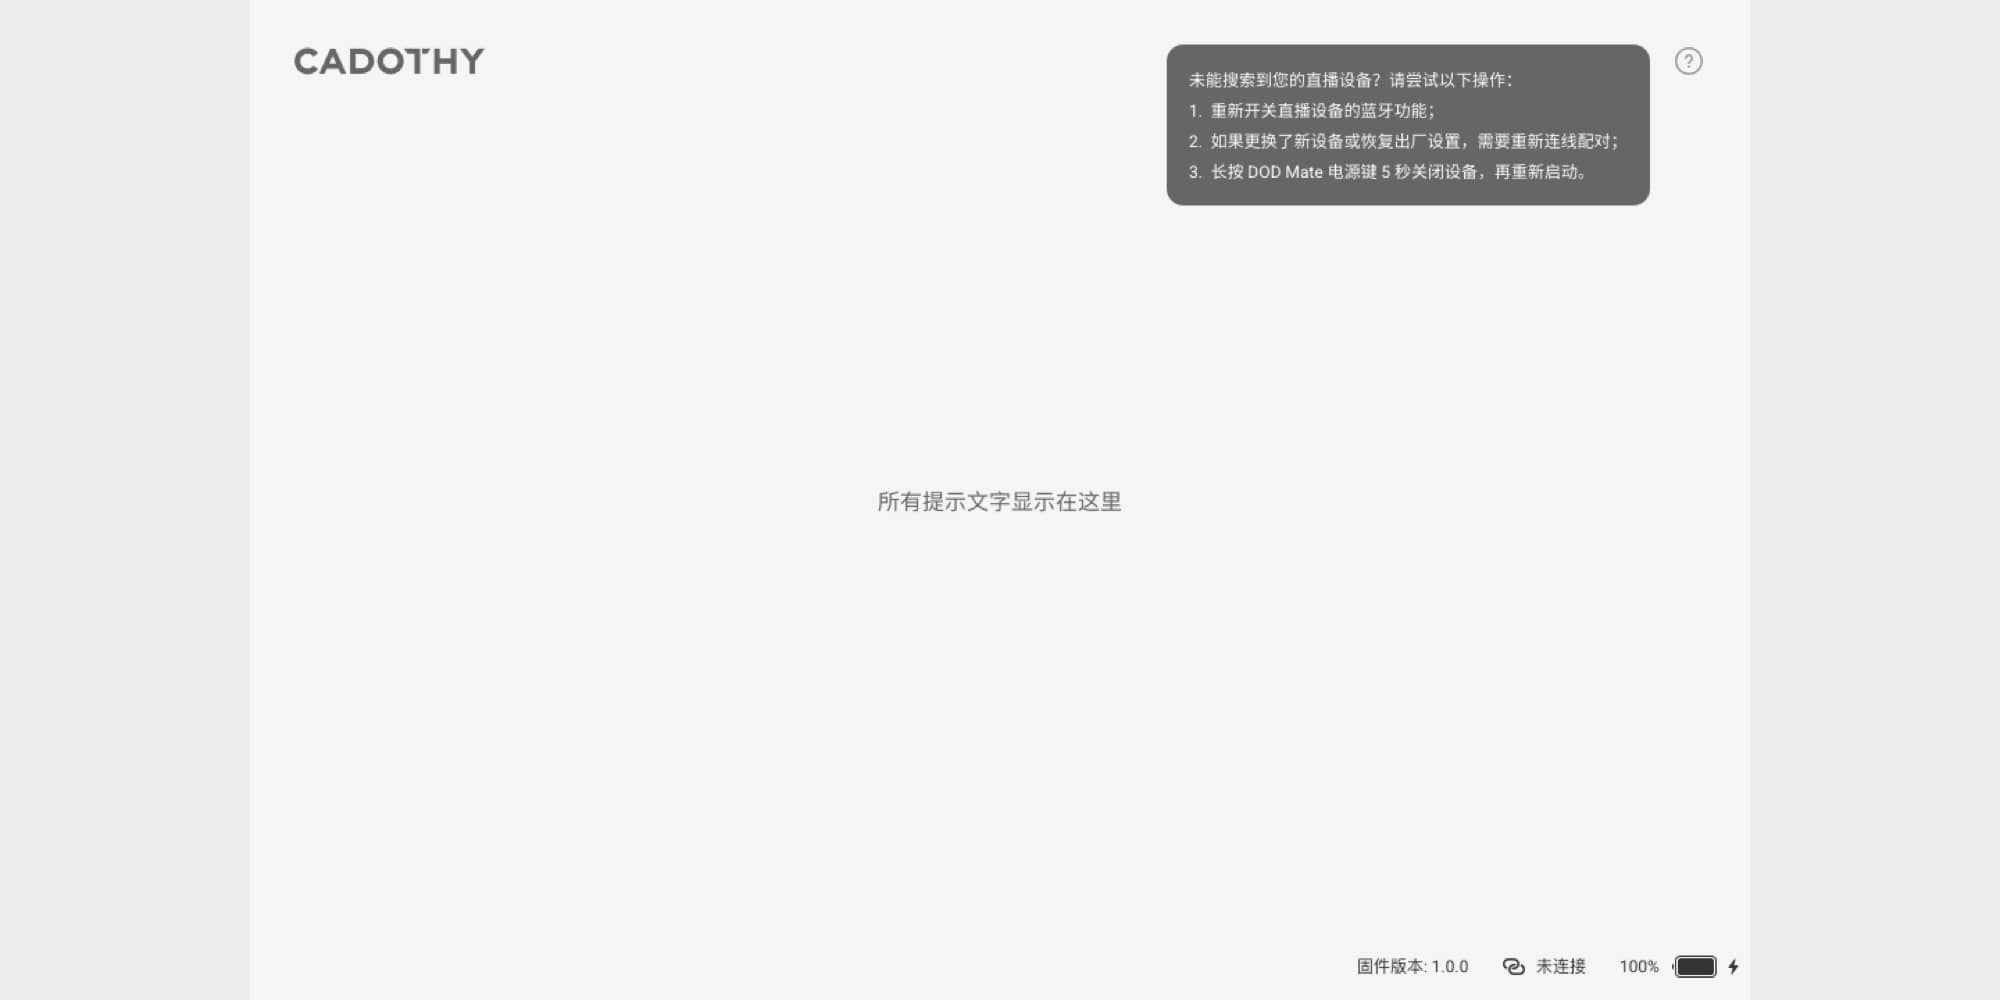 CADOTHY
未能搜索到您的直播设备？请尝试以下操作：
1. 重新开关直播设备的蓝牙功能；
2. 如果更换了新设备或恢复出厂设置，需要重新连线配对；
3. 长按 DOD Mate 电源键 5 秒关闭设备，再重新启动。
?
所有提示文字显示在这里
固件版本: 1.0.0 未连接 100%